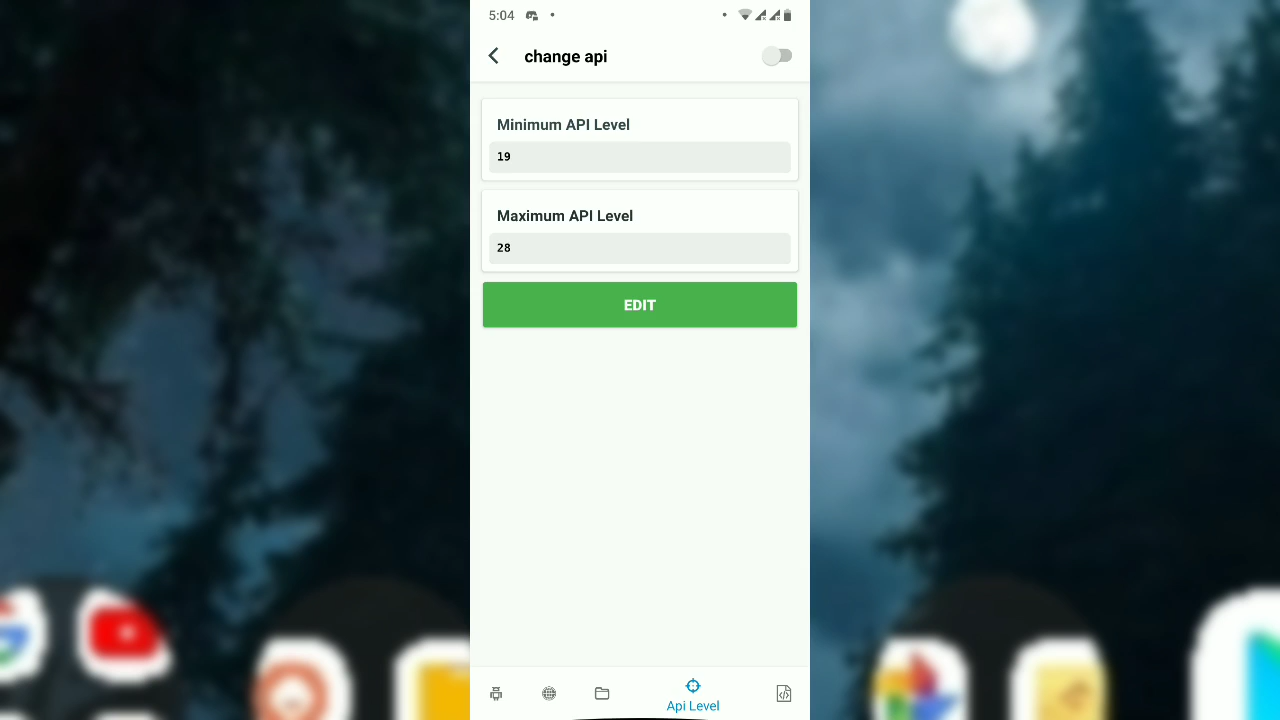 5:04
change api
Minimum API Level
19
Maximum API Level
28
EDIT
Api Level